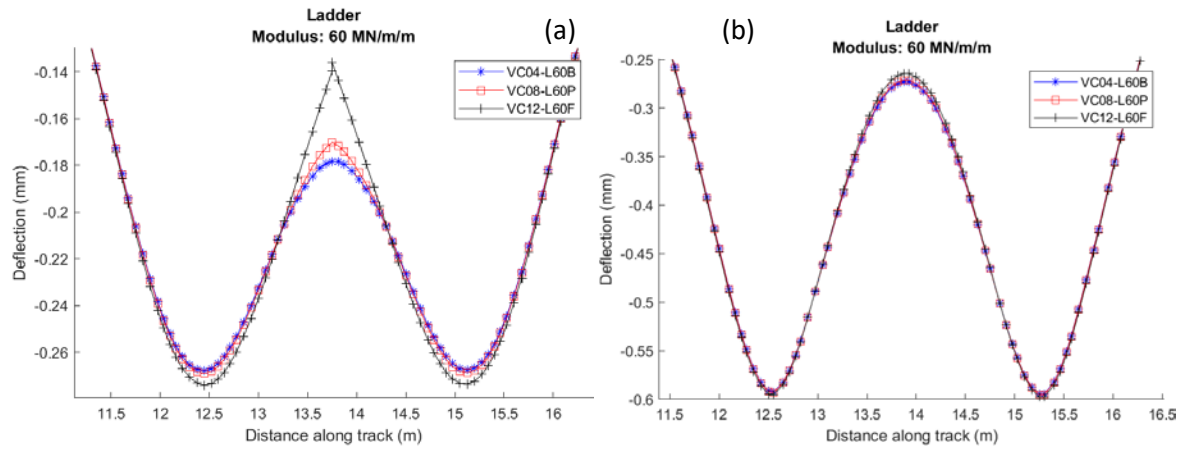 Ladder
Modulus: 60 MN/m/m
(a)
VC04-L60B
VC08-L60P
VC12-L60F
-0.14
-0.16
-0.18
-0.2
-0.22
-0.24
-0.26
Deflection (mm)
11.5 12 12.5 13 13.5 14 14.5 15 15.5 16
Distance along track (m)
(b)
Ladder
Modulus: 60 MN/m/m
VC04-L60B
VC08-L60P
VC12-L60F
-0.25
-0.3
-0.35
-0.4
-0.45
-0.5
-0.55
-0.6
Deflection (mm)
11.5 12 12.5 13 13.5 14 14.5 15 15.5 16 16.5
Distance along track (m)